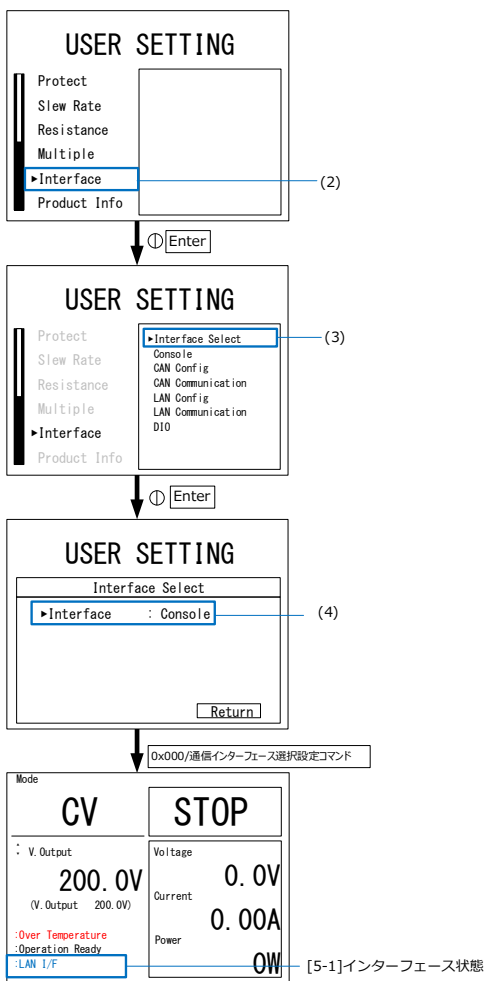 USER SETTING
Protect
Slew Rate
Resistance
Multiple
▶Interface
Product Info
(2)
Enter
USER SETTING
Protect
Slew Rate
Resistance
Multiple
▶Interface
Product Info
▶Interface Select
Console
CAN Config
CAN Communication
LAN Config
LAN Communication
DIO
(3)
Enter
USER SETTING
Interface Select
▶Interface : Console
(4)
Return
0x000/通信インターフェース選択設定コマンド
Mode
CV
STOP
: V.Output
200.0V
(V.Output 200.0V)
:Over Temperature
:Operation Ready
:LAN I/F
Voltage
0.0V
Current
0.00A
Power
0W
[5-1]インターフェース状態